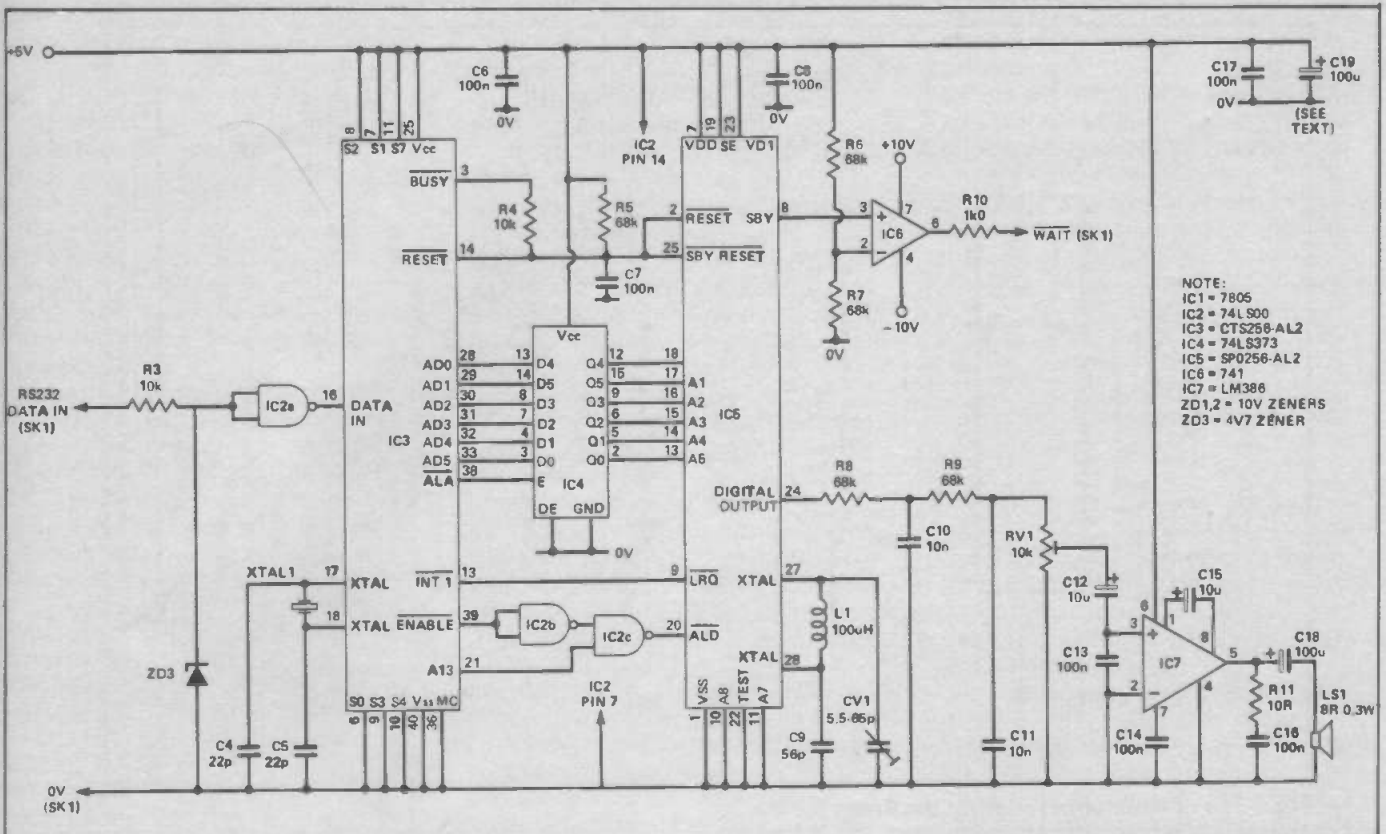 +5V
8
7
11
25
S2
S1
S7
Vcc
C6
100n
0V
IC2
PIN 14
7
19
23
VDD
SE
VD1
C8
100n
0V
R6
68k
+10V
C17
100n
0V
C19
100u
(SEE
TEXT)
BUSY
3
R4
10k
R5
68k
2
RESET
SBY
8
3
7
IC6
6
2
4
R10
1k0
WAIT (SK1)
RESET
14
25
SBY RESET
C7
100n
R7
68k
-10V
0V
NOTE:
IC1 = 7805
IC2 = 74LS00
IC3 = CTS256-AL2
IC4 = 74LS373
IC5 = SP0256-AL2
IC6 = 741
IC7 = LM386
ZD1,2 = 10V ZENERS
ZD3 = 4V7 ZENER
Vcc
AD0 28 13 D4 Q4 12 18
AD1 29 14 D5 Q5 15 17 A1
AD2 30 8 D3 Q3 9 16 A2
AD3 31 7 D2 Q2 6 15 A3
AD4 32 4 D1 Q1 5 14 A4
AD5 33 3 D0 Q0 2 13 A6
ALA 38 E
IC3
IC4
IC5
DE GND
0V
RS232
DATA IN
(SK1)
R3
10k
IC2a
16
DATA
IN
DIGITAL
OUTPUT
24
R8
68k
R9
68k
C10
10n
C11
10n
RV1
10k
C12
10u
C15
10u
XTAL1
17
XTAL
18
XTAL
INT 1
13
9
LRQ
ENABLE
39
IC2b
IC2c
20
ALD
A13
21
IC2
PIN 7
XTAL
27
L1
100uH
XTAL
28
CV1
5.5-65p
C9
56p
ZD3
C4
22p
C5
22p
S0
S3
S4
Vss
MC
6
9
10
40
36
VSS
A8
TEST
A7
1
10
22
11
C13
100n
C14
100n
3
6
1
8
IC7
5
2
7
4
C18
100u
R11
10R
C16
100n
LS1
8R 0.3W
0V
(SK1)